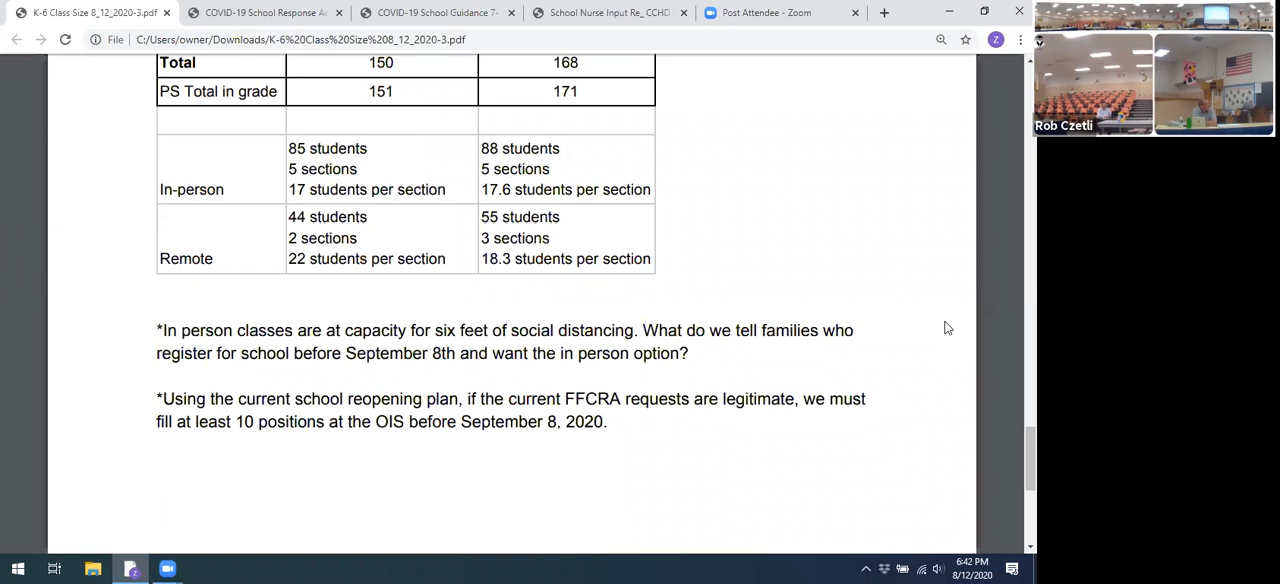 K-6 Class Size 8_12_2020-3.pdf
COVID-19 School Response Ac
COVID-19 School Guidance 7-
School Nurse Input Re_ CCHD
Post Attendee - Zoom
File
C:/Users/owner/Downloads/K-6%20Class%20Size%208_12_2020-3.pdf
Z
Total 150 168
PS Total in grade 151 171
85 students 88 students
5 sections 5 sections
In-person 17 students per section 17.6 students per section
44 students 55 students
2 sections 3 sections
Remote 22 students per section 18.3 students per section
*In person classes are at capacity for six feet of social distancing. What do we tell families who
register for school before September 8th and want the in person option?
*Using the current school reopening plan, if the current FFCRA requests are legitimate, we must
fill at least 10 positions at the OIS before September 8, 2020.
Rob Czetli
6:42 PM
8/12/2020